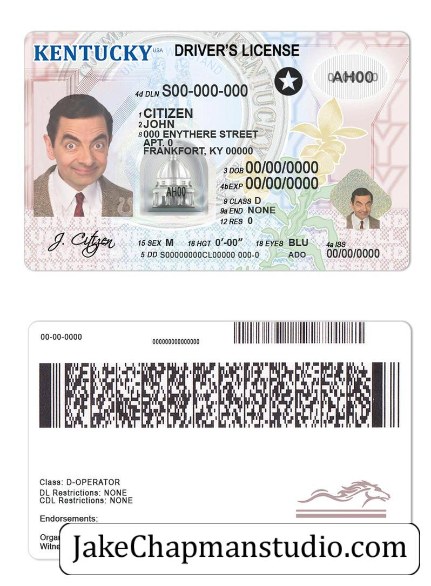 KENTUCKY USA DRIVER'S LICENSE
AH00
4d DLN S00-000-000
1 CITIZEN
2 JOHN
8 000 ENYTHERE STREET
APT. 0
FRANKFORT, KY 00000
3 DOB 00/00/0000
4b EXP 00/00/0000
AH00
9 CLASS D
9a END NONE
12 RES 0
J. Citizen
15 SEX M 16 HGT 0'-00" 18 EYES BLU 4a ISS
5 DD S00000000CL00000 000-0 ADO 00/00/0000
00-00-0000
000000000000000
Class: D-OPERATOR
DL Restrictions: NONE
CDL Restrictions: NONE
Endorsements:
Organ
Witne
JakeChapmanstudio.com